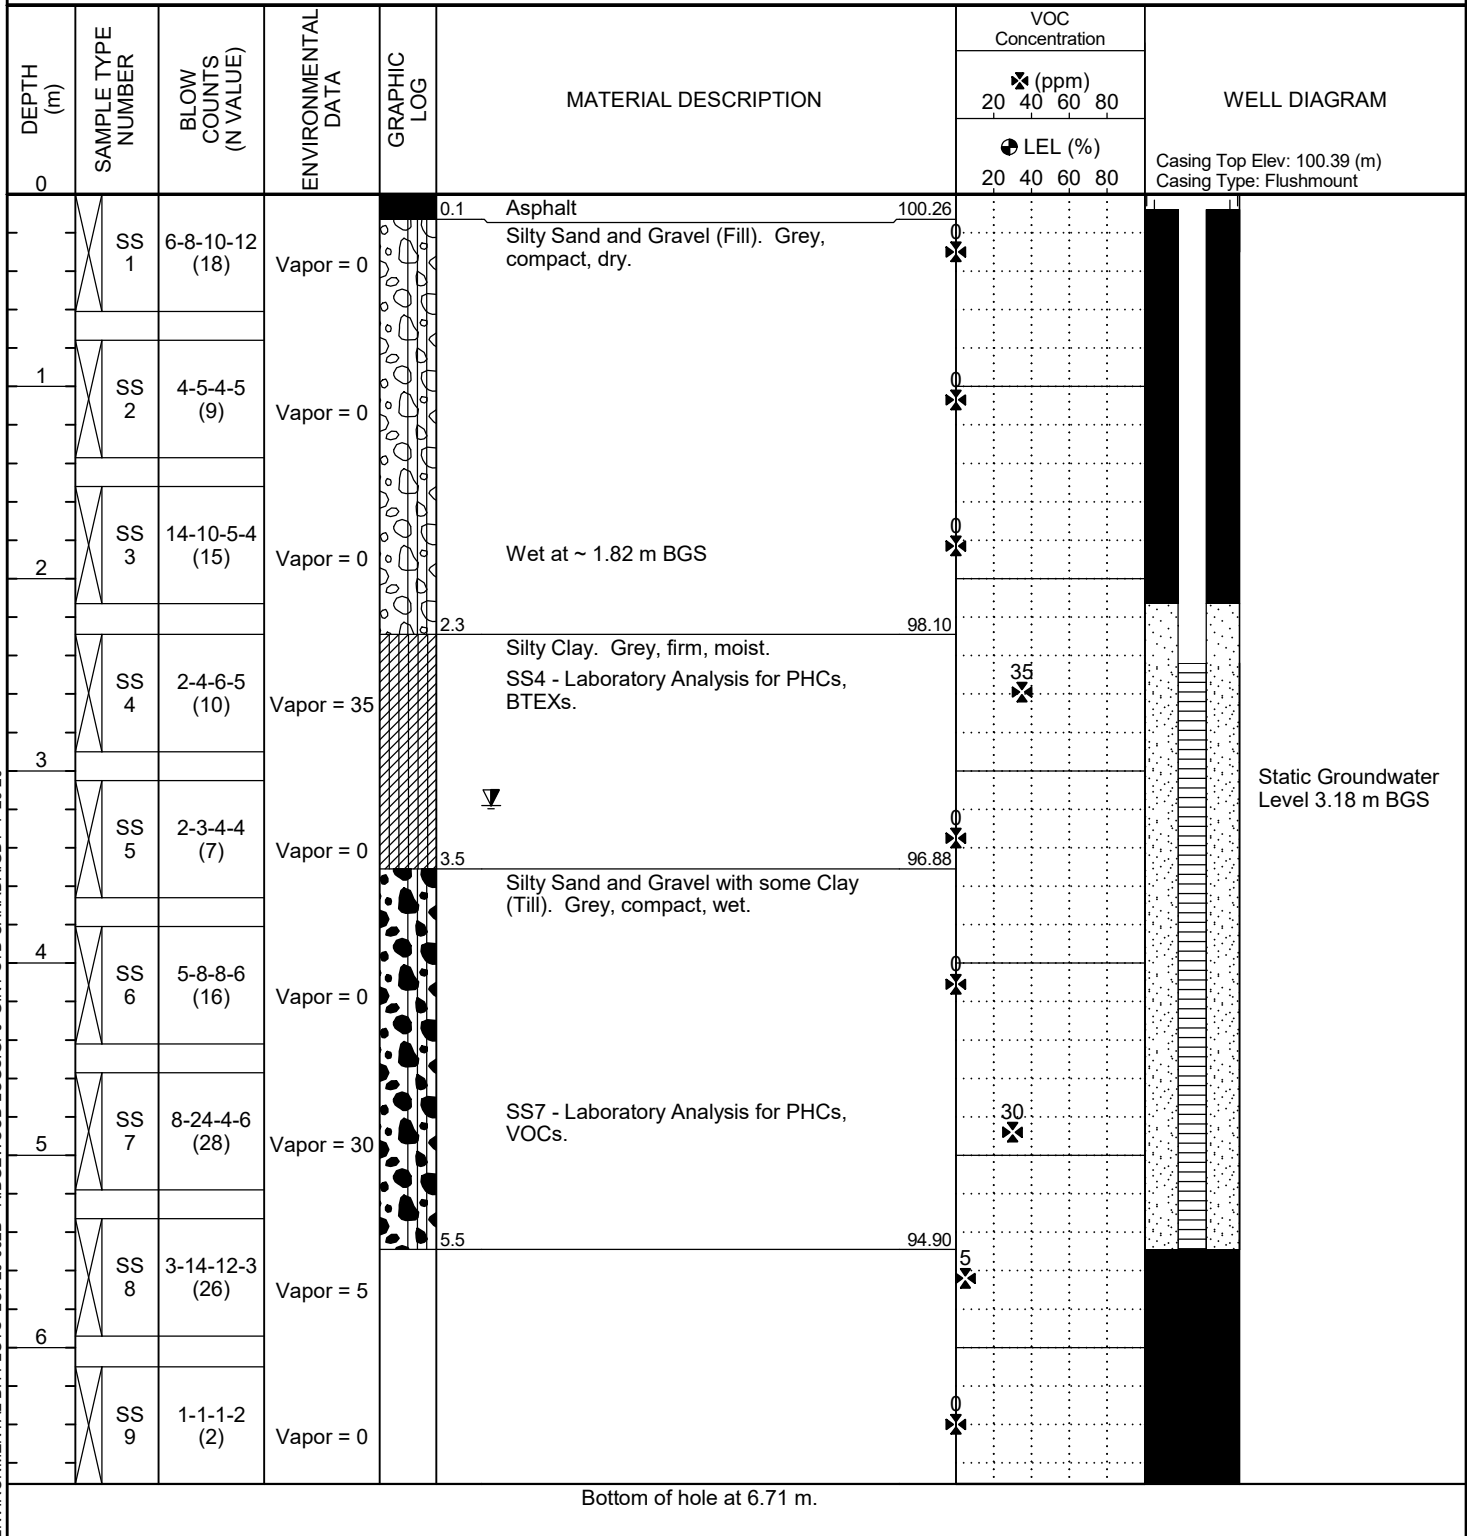 DEPTH
(m)
SAMPLE TYPE
NUMBER
BLOW
COUNTS
(N VALUE)
ENVIRONMENTAL
DATA
GRAPHIC
LOG
MATERIAL DESCRIPTION
VOC
Concentration
(ppm)
20 40 60 80
LEL (%)
20 40 60 80
WELL DIAGRAM
Casing Top Elev: 100.39 (m)
Casing Type: Flushmount
0
0.1 Asphalt 100.26
SS
1
6-8-10-12
(18)
Vapor = 0
Silty Sand and Gravel (Fill). Grey,
compact, dry.
0
1
SS
2
4-5-4-5
(9)
Vapor = 0
0
SS
3
14-10-5-4
(15)
Vapor = 0
Wet at ~ 1.82 m BGS
0
2
2.3 98.10
Silty Clay. Grey, firm, moist.
SS
4
2-4-6-5
(10)
Vapor = 35
SS4 - Laboratory Analysis for PHCs,
BTEXs.
35
3
Static Groundwater
Level 3.18 m BGS
SS
5
2-3-4-4
(7)
Vapor = 0
0
3.5 96.88
Silty Sand and Gravel with some Clay
(Till). Grey, compact, wet.
4
SS
6
5-8-8-6
(16)
Vapor = 0
0
SS
7
8-24-4-6
(28)
Vapor = 30
SS7 - Laboratory Analysis for PHCs,
VOCs.
30
5
5.5 94.90
SS
8
3-14-12-3
(26)
Vapor = 5
5
6
SS
9
1-1-1-2
(2)
Vapor = 0
0
Bottom of hole at 6.71 m.